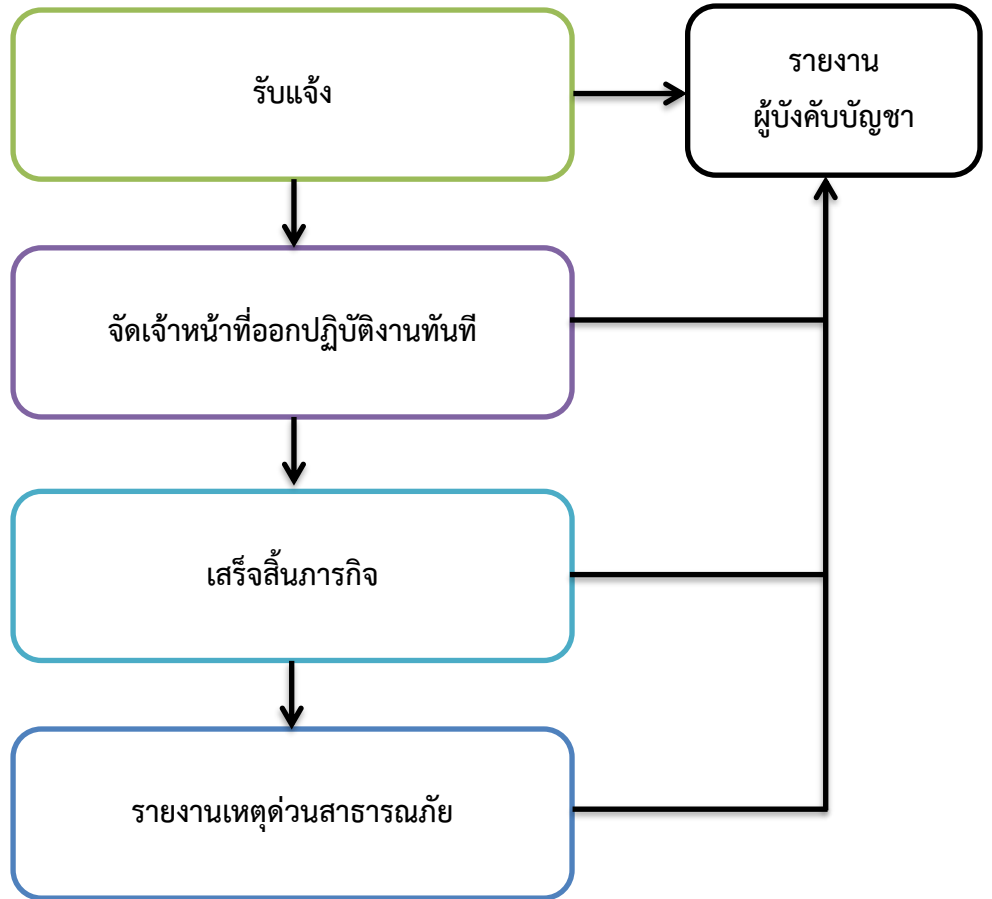 รับแจ้ง
รายงาน
ผู้บังคับบัญชา
จัดเจ้าหน้าที่ออกปฏิบัติงานทันที
เสร็จสิ้นภารกิจ
รายงานเหตุด่วนสาธารณภัย